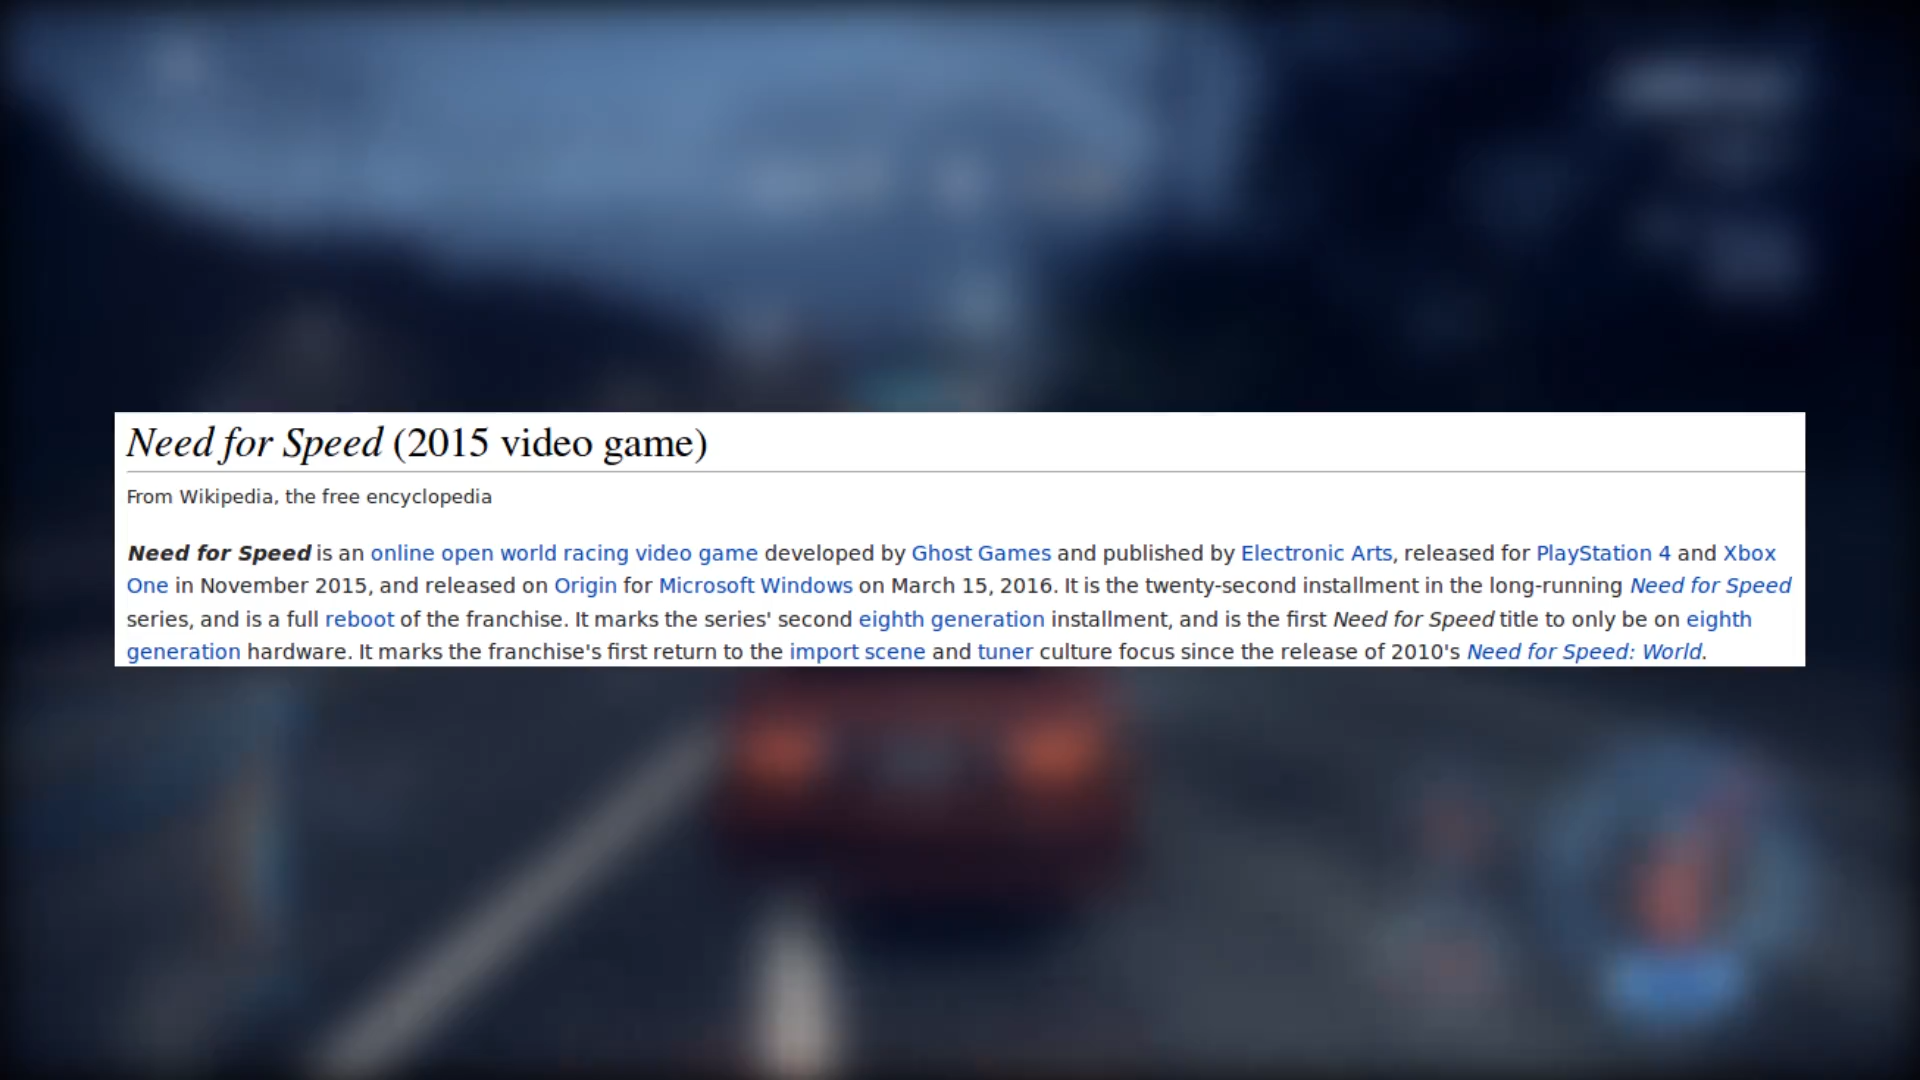 Need for Speed (2015 video game)
From Wikipedia, the free encyclopedia
Need for Speed is an online open world racing video game developed by Ghost Games and published by Electronic Arts, released for PlayStation 4 and Xbox
One in November 2015, and released on Origin for Microsoft Windows on March 15, 2016. It is the twenty-second installment in the long-running Need for Speed
series, and is a full reboot of the franchise. It marks the series' second eighth generation installment, and is the first Need for Speed title to only be on eighth
generation hardware. It marks the franchise's first return to the import scene and tuner culture focus since the release of 2010's Need for Speed: World.